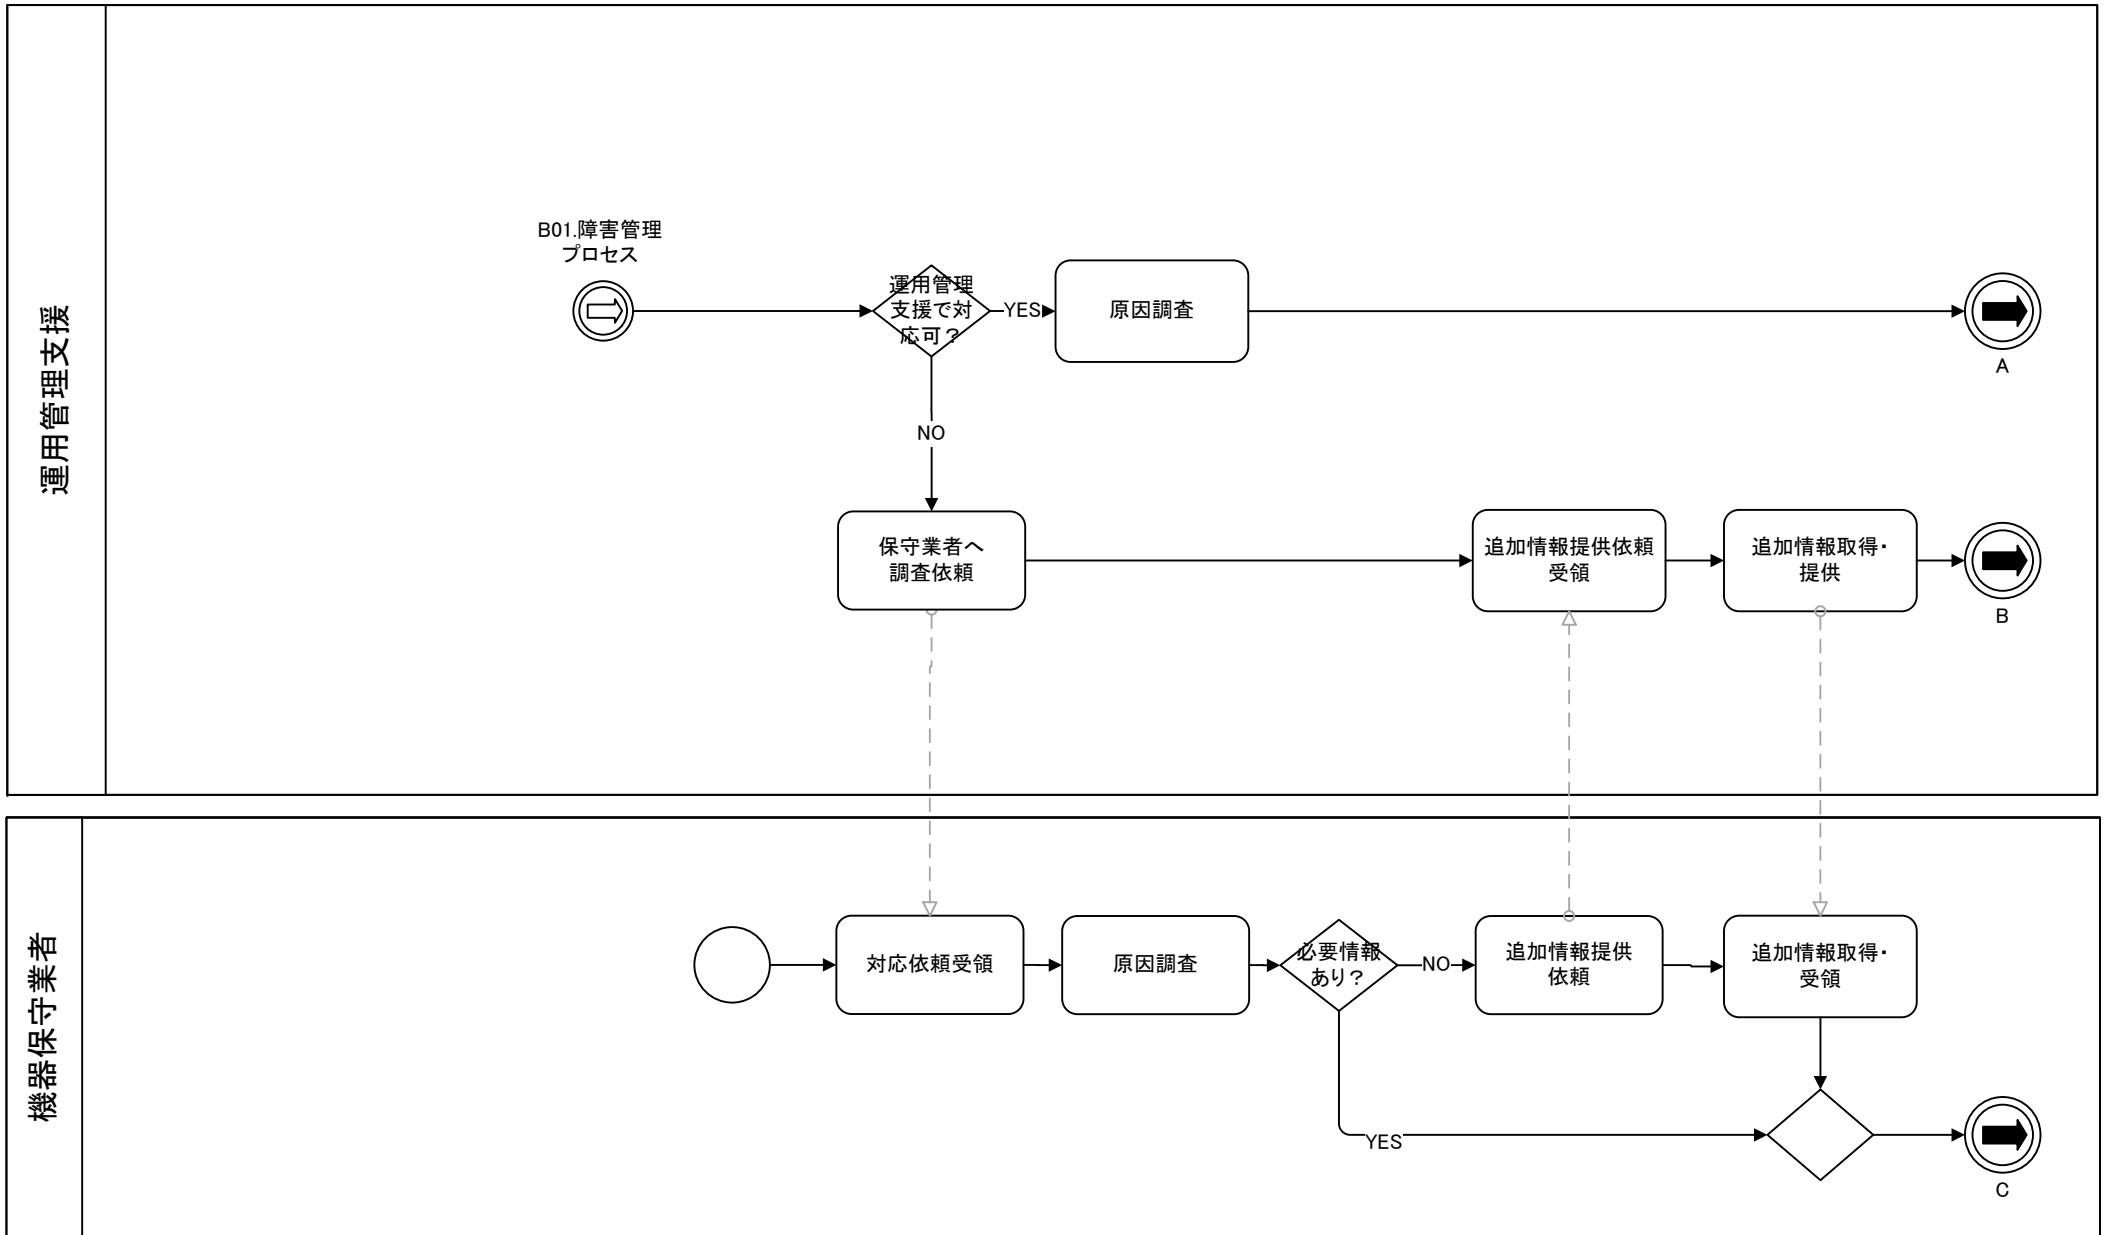 運用管理支援
B01.障害管理
プロセス
運用管理
支援で対
応可？
YES
原因調査
A
NO
保守業者へ
調査依頼
追加情報提供依頼
受領
追加情報取得・
提供
B
機器保守業者
対応依頼受領
原因調査
必要情報
あり？
NO
追加情報提供
依頼
追加情報取得・
受領
YES
C